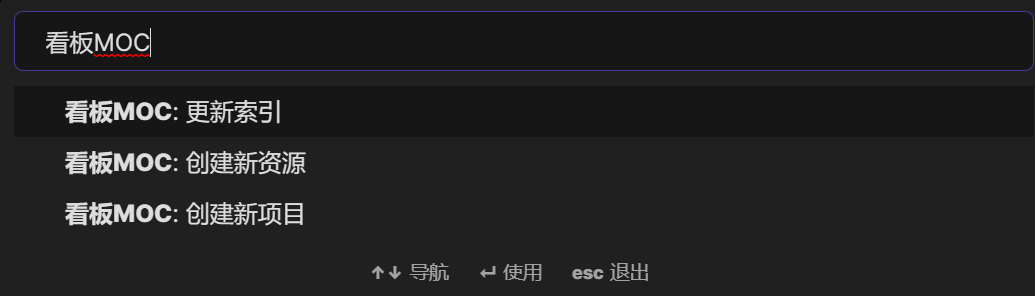 看板MOC
看板MOC: 更新索引
看板MOC: 创建新资源
看板MOC: 创建新项目
↑↓ 导航 ↵ 使用 esc 退出